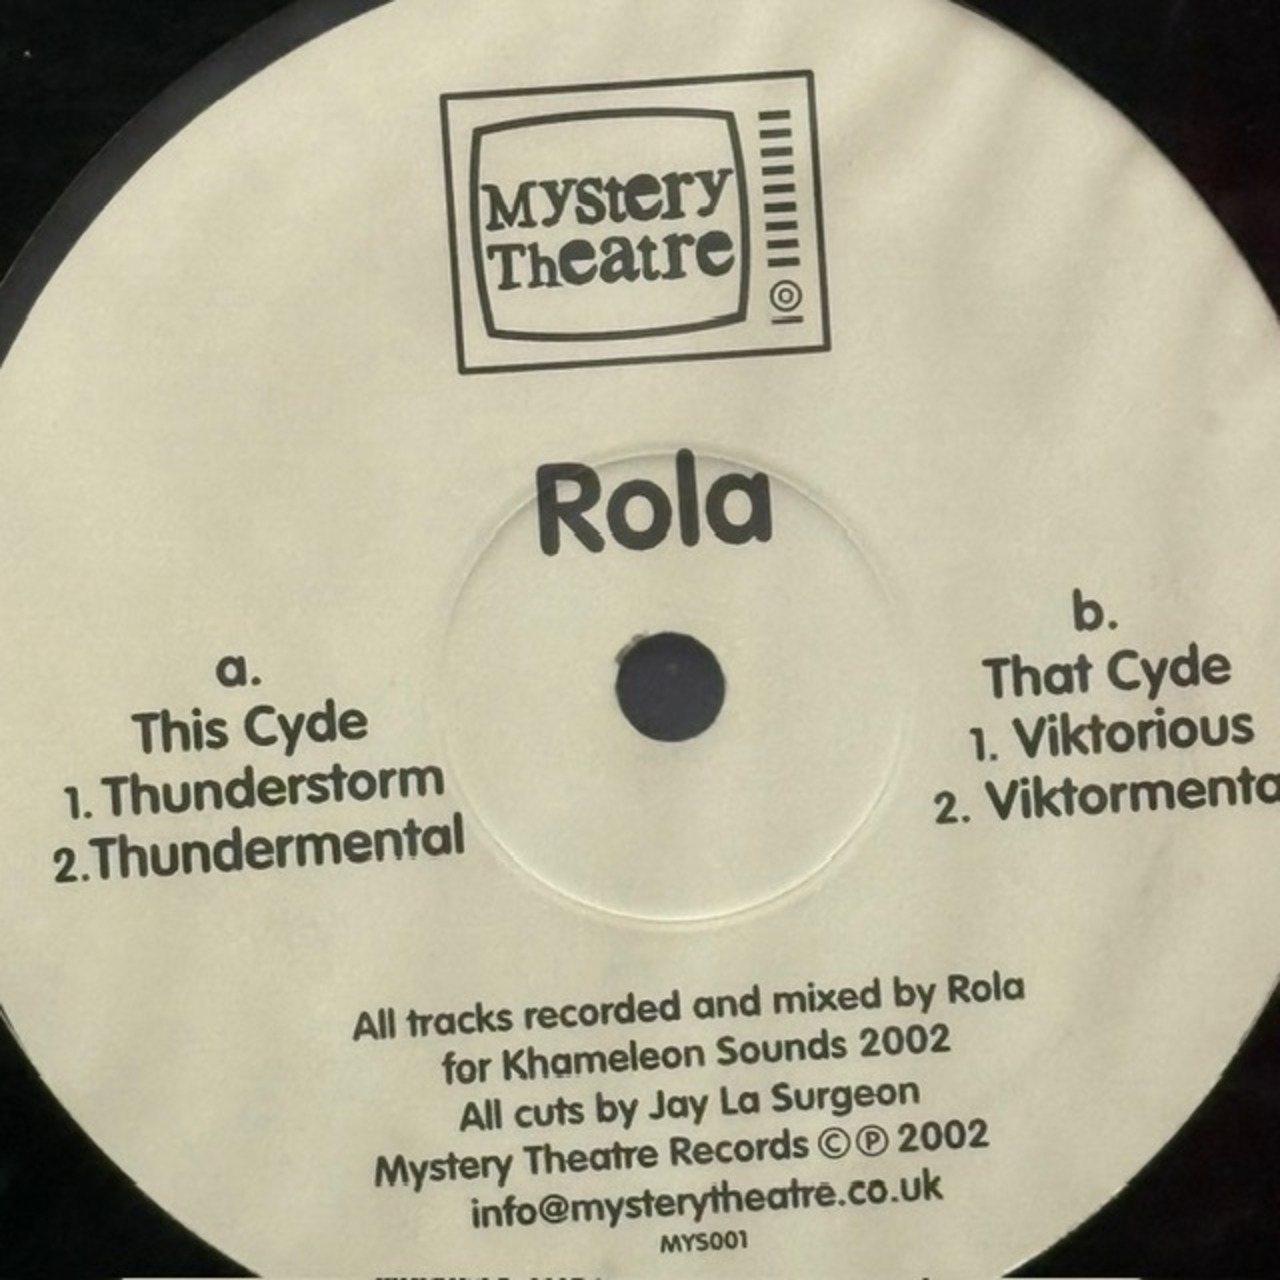 Mystery
Theatre
Rola
a.
This Cyde
1. Thunderstorm
2.Thundermental
b.
That Cyde
1. Viktorious
2.
All tracks recorded and mixed by Rola
for Khameleon Sounds 2002
All cuts by Jay La Surgeon
Mystery Theatre Records ©℗ 2002
info@mysterytheatre.co.uk
MYS001